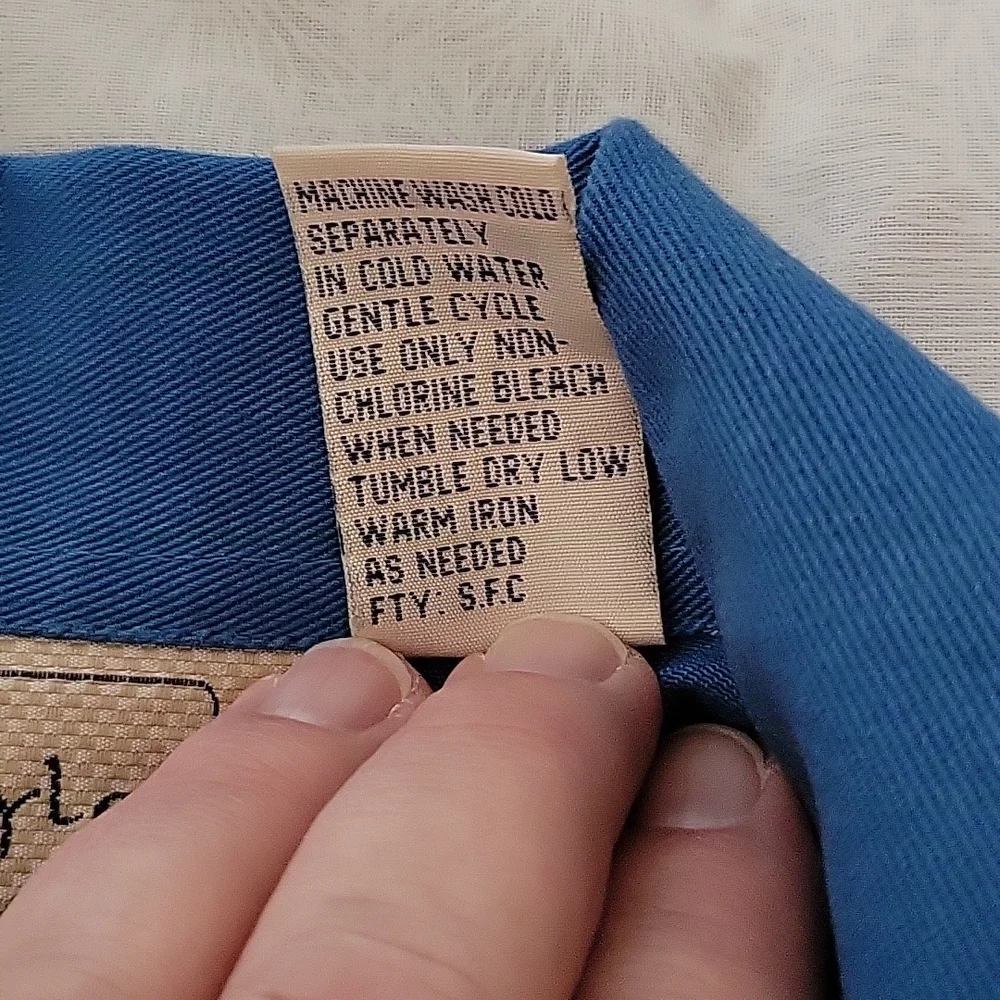 MACHINE WASH COLD
SEPARATELY
IN COLD WATER
GENTLE CYCLE
USE ONLY NON-
CHLORINE BLEACH
WHEN NEEDED
TUMBLE DRY LOW
WARM IRON
AS NEEDED
FTY: S.F.C